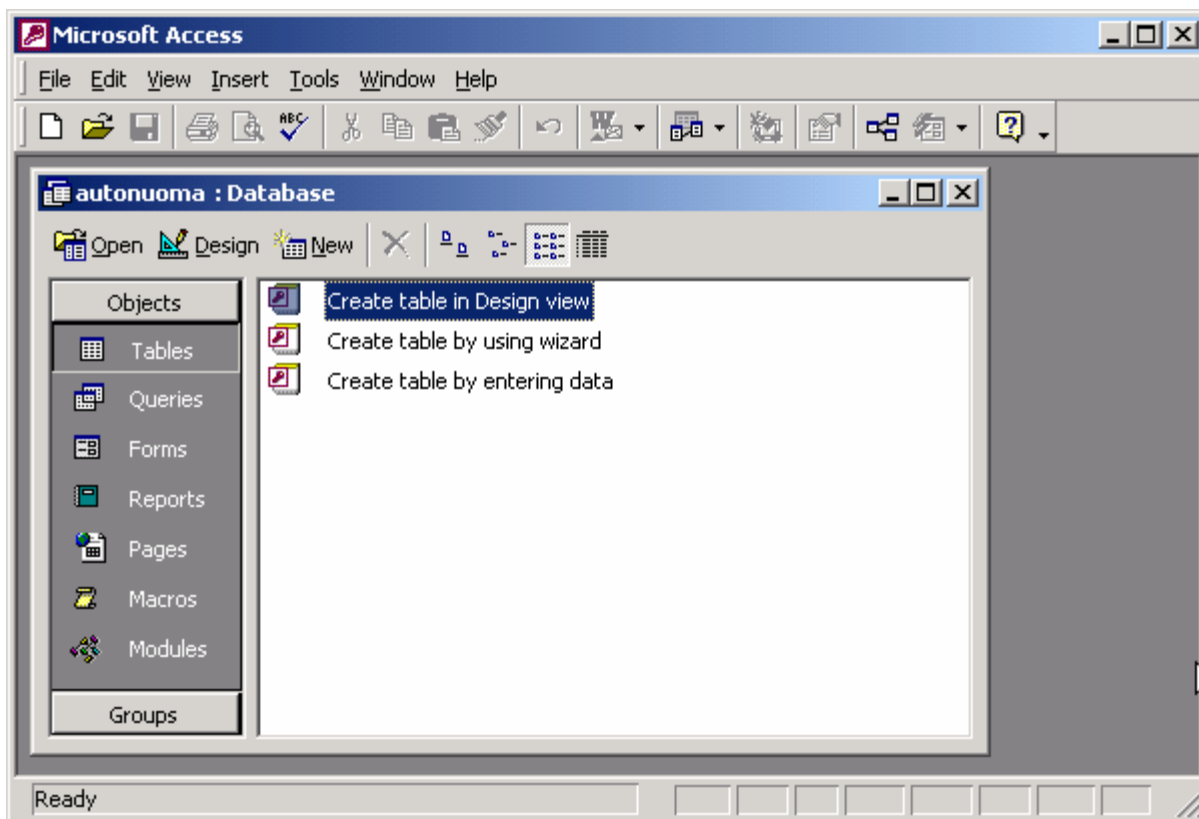 Microsoft Access
File Edit View Insert Tools Window Help
ABC
autonuoma : Database
Open Design New
Objects
Create table in Design view
Tables
Create table by using wizard
Create table by entering data
Queries
Forms
Reports
Pages
Macros
Modules
Groups
Ready